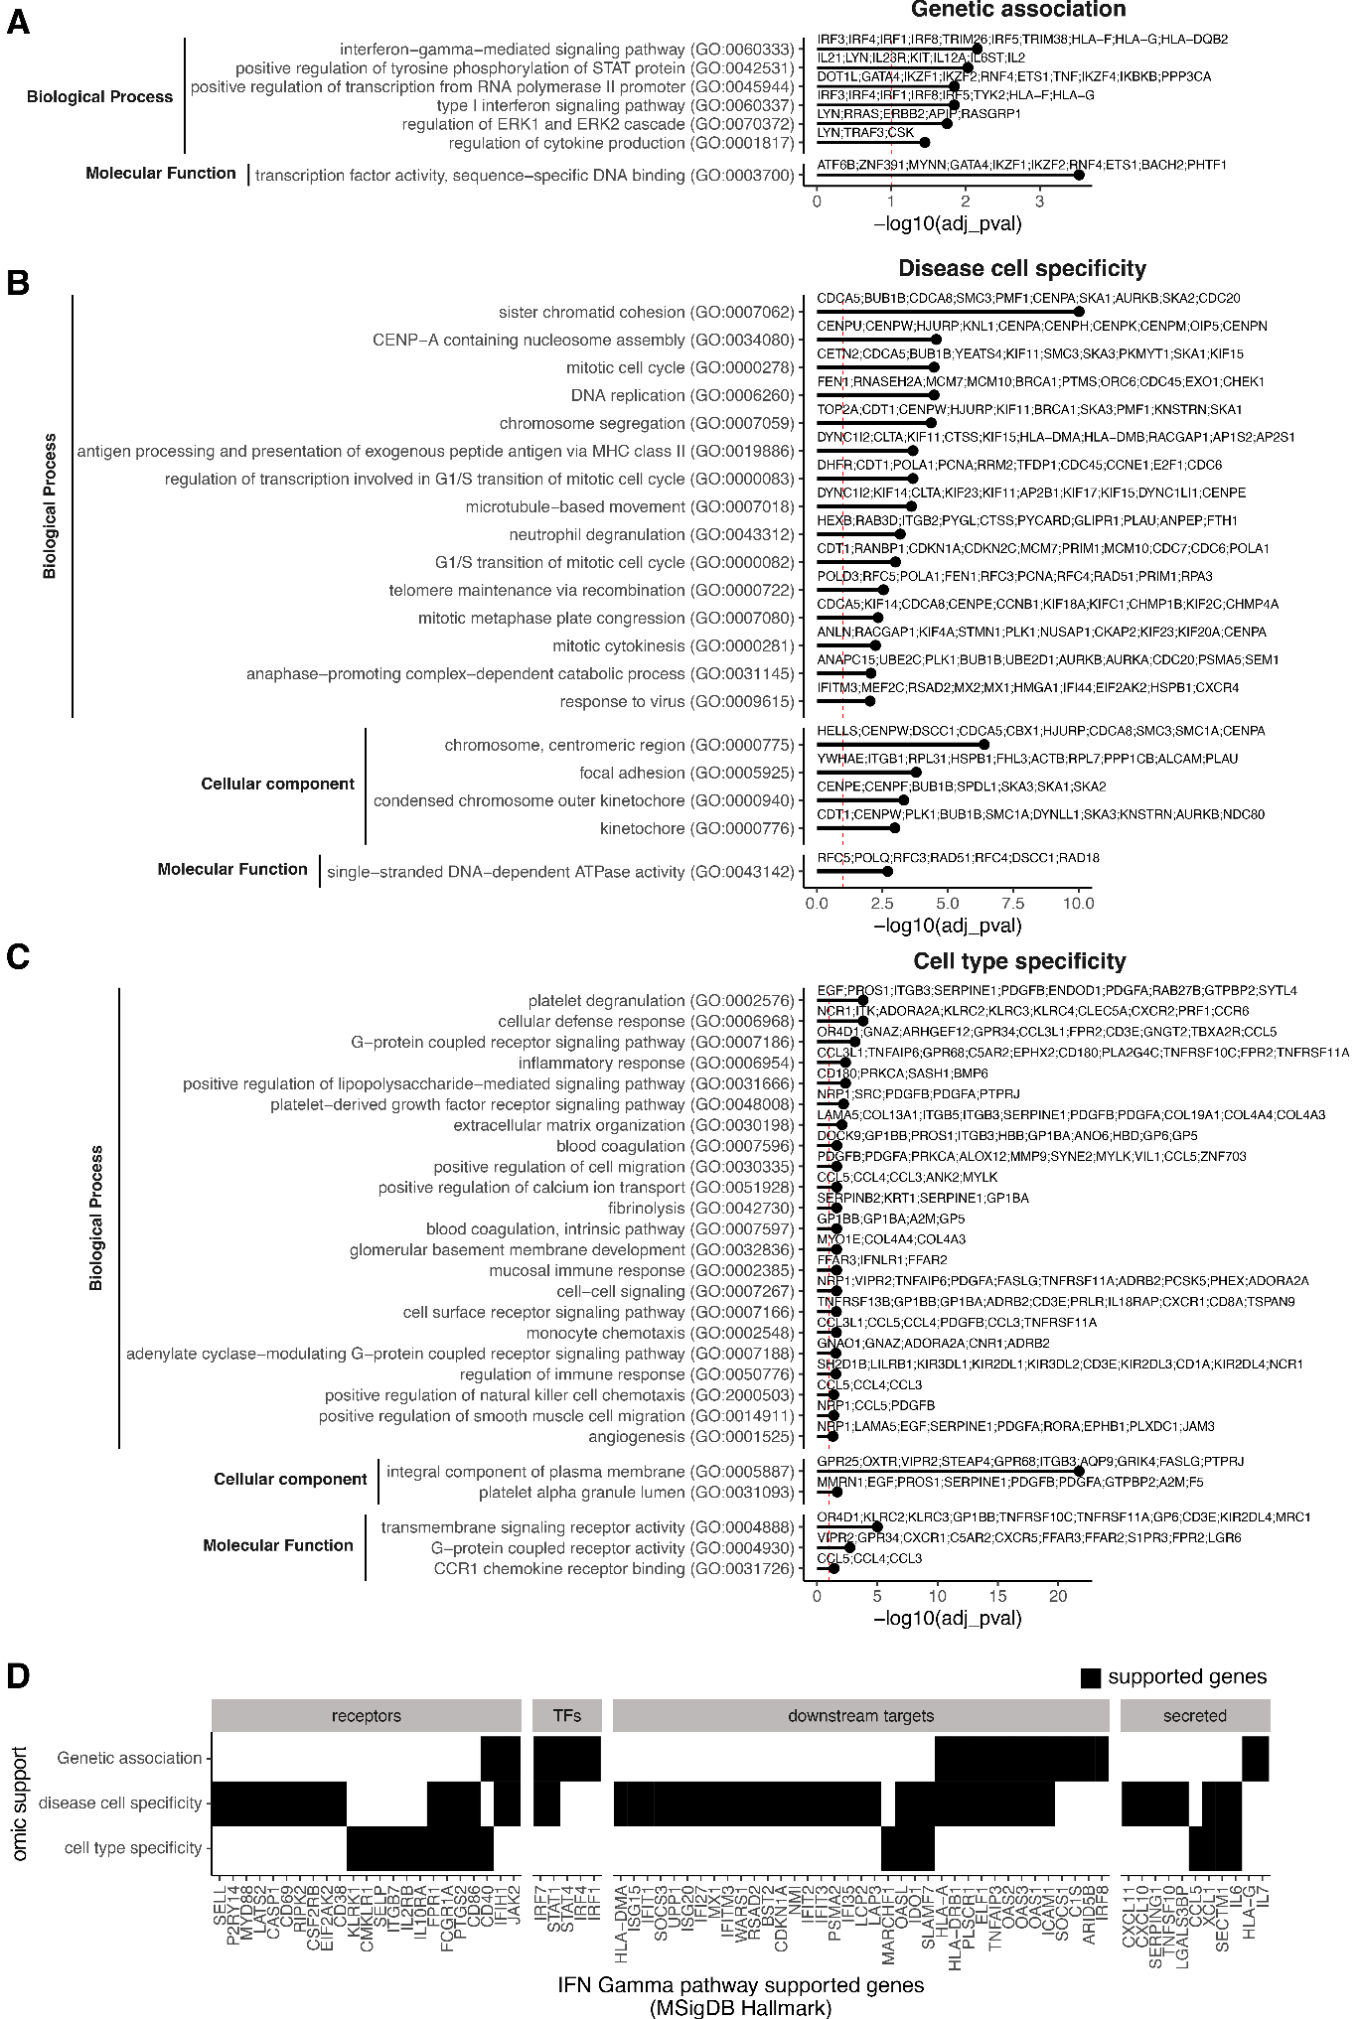 A
Genetic association
Biological Process
interferon−gamma−mediated signaling pathway (GO:0060333)
IRF3;IRF4;IRF1;IRF8;TRIM26;IRF5;TRIM38;HLA−F;HLA−G;HLA−DQB2
positive regulation of tyrosine phosphorylation of STAT protein (GO:0042531)
IL21;LYN;IL23R;KIT;IL12A;IL6ST;IL2
positive regulation of transcription from RNA polymerase II promoter (GO:0045944)
DOT1L;GATA4;IKZF1;IKZF2;RNF4;ETS1;TNF;IKZF4;IKBKB;PPP3CA
type I interferon signaling pathway (GO:0060337)
IRF3;IRF4;IRF1;IRF8;IRF5;TYK2;HLA−F;HLA−G
regulation of ERK1 and ERK2 cascade (GO:0070372)
LYN;RRAS;ERBB2;APIP;RASGRP1
regulation of cytokine production (GO:0001817)
LYN;TRAF3;CSK
Molecular Function
transcription factor activity, sequence−specific DNA binding (GO:0003700)
ATF6B;ZNF391;MYNN;GATA4;IKZF1;IKZF2;RNF4;ETS1;BACH2;PHTF1
0 1 2 3
−log10(adj_pval)
B
Disease cell specificity
Biological Process
sister chromatid cohesion (GO:0007062)
CDCA5;BUB1B;CDCA8;SMC3;PMF1;CENPA;SKA1;AURKB;SKA2;CDC20
CENP−A containing nucleosome assembly (GO:0034080)
CENPU;CENPW;HJURP;KNL1;CENPA;CENPH;CENPK;CENPM;OIP5;CENPN
mitotic cell cycle (GO:0000278)
CETN2;CDCA5;BUB1B;YEATS4;KIF11;SMC3;SKA3;PKMYT1;SKA1;KIF15
DNA replication (GO:0006260)
FEN1;RNASEH2A;MCM7;MCM10;BRCA1;PTMS;ORC6;CDC45;EXO1;CHEK1
chromosome segregation (GO:0007059)
TOP2A;CDT1;CENPW;HJURP;KIF11;BRCA1;SKA3;PMF1;KNSTRN;SKA1
antigen processing and presentation of exogenous peptide antigen via MHC class II (GO:0019886)
DYNC1I2;CLTA;KIF11;CTSS;KIF15;HLA−DMA;HLA−DMB;RACGAP1;AP1S2;AP2S1
regulation of transcription involved in G1/S transition of mitotic cell cycle (GO:0000083)
DHFR;CDT1;POLA1;PCNA;RRM2;TFDP1;CDC45;CCNE1;E2F1;CDC6
microtubule−based movement (GO:0007018)
DYNC1I2;KIF14;CLTA;KIF23;KIF11;AP2B1;KIF17;KIF15;DYNC1LI1;CENPE
neutrophil degranulation (GO:0043312)
HEXB;RAB3D;ITGB2;PYGL;CTSS;PYCARD;GLIPR1;PLAU;ANPEP;FTH1
G1/S transition of mitotic cell cycle (GO:0000082)
CDT1;RANBP1;CDKN1A;CDKN2C;MCM7;PRIM1;MCM10;CDC7;CDC6;POLA1
telomere maintenance via recombination (GO:0000722)
POLD3;RFC5;POLA1;FEN1;RFC3;PCNA;RFC4;RAD51;PRIM1;RPA3
mitotic metaphase plate congression (GO:0007080)
CDCA5;KIF14;CDCA8;CENPE;CCNB1;KIF18A;KIFC1;CHMP1B;KIF2C;CHMP4A
mitotic cytokinesis (GO:0000281)
ANLN;RACGAP1;KIF4A;STMN1;PLK1;NUSAP1;CKAP2;KIF23;KIF20A;CENPA
anaphase−promoting complex−dependent catabolic process (GO:0031145)
ANAPC15;UBE2C;PLK1;BUB1B;UBE2D1;AURKB;AURKA;CDC20;PSMA5;SEM1
response to virus (GO:0009615)
IFITM3;MEF2C;RSAD2;MX2;MX1;HMGA1;IFI44;EIF2AK2;HSPB1;CXCR4
Cellular component
chromosome, centromeric region (GO:0000775)
HELLS;CENPW;DSCC1;CDCA5;CBX1;HJURP;CDCA8;SMC3;SMC1A;CENPA
focal adhesion (GO:0005925)
YWHAE;ITGB1;RPL31;HSPB1;FHL3;ACTB;RPL7;PPP1CB;ALCAM;PLAU
condensed chromosome outer kinetochore (GO:0000940)
CENPE;CENPF;BUB1B;SPDL1;SKA3;SKA1;SKA2
kinetochore (GO:0000776)
CDT1;CENPW;PLK1;BUB1B;SMC1A;DYNLL1;SKA3;KNSTRN;AURKB;NDC80
Molecular Function
single−stranded DNA−dependent ATPase activity (GO:0043142)
RFC5;POLQ;RFC3;RAD51;RFC4;DSCC1;RAD18
0.0 2.5 5.0 7.5 10.0
−log10(adj_pval)
C
Cell type specificity
Biological Process
platelet degranulation (GO:0002576)
EGF;PROS1;ITGB3;SERPINE1;PDGFB;ENDOD1;PDGFA;RAB27B;GTPBP2;SYTL4
cellular defense response (GO:0006968)
NCR1;ITK;ADORA2A;KLRC2;KLRC3;KLRC4;CLEC5A;CXCR2;PRF1;CCR6
G−protein coupled receptor signaling pathway (GO:0007186)
OR4D1;GNAZ;ARHGEF12;GPR34;CCL3L1;FPR2;CD3E;GNGT2;TBXA2R;CCL5
inflammatory response (GO:0006954)
CCL3L1;TNFAIP6;GPR68;C5AR2;EPHX2;CD180;PLA2G4C;TNFRSF10C;FPR2;TNFRSF11A
positive regulation of lipopolysaccharide−mediated signaling pathway (GO:0031666)
CD180;PRKCA;SASH1;BMP6
platelet−derived growth factor receptor signaling pathway (GO:0048008)
NRP1;SRC;PDGFB;PDGFA;PTPRJ
extracellular matrix organization (GO:0030198)
LAMA5;COL13A1;ITGB5;ITGB3;SERPINE1;PDGFB;PDGFA;COL19A1;COL4A4;COL4A3
blood coagulation (GO:0007596)
DOCK9;GP1BB;PROS1;ITGB3;HBB;GP1BA;ANO6;HBD;GP6;GP5
positive regulation of cell migration (GO:0030335)
PDGFB;PDGFA;PRKCA;ALOX12;MMP9;SYNE2;MYLK;VIL1;CCL5;ZNF703
positive regulation of calcium ion transport (GO:0051928)
CCL5;CCL4;CCL3;ANK2;MYLK
fibrinolysis (GO:0042730)
SERPINB2;KRT1;SERPINE1;GP1BA
blood coagulation, intrinsic pathway (GO:0007597)
GP1BB;GP1BA;A2M;GP5
glomerular basement membrane development (GO:0032836)
MYO1E;COL4A4;COL4A3
mucosal immune response (GO:0002385)
FFAR3;IFNLR1;FFAR2
cell−cell signaling (GO:0007267)
NRP1;VIPR2;TNFAIP6;PDGFA;FASLG;TNFRSF11A;ADRB2;PCSK5;PHEX;ADORA2A
cell surface receptor signaling pathway (GO:0007166)
TNFRSF13B;GP1BB;GP1BA;ADRB2;CD3E;PRLR;IL18RAP;CXCR1;CD8A;TSPAN9
monocyte chemotaxis (GO:0002548)
CCL3L1;CCL5;CCL4;PDGFB;CCL3;TNFRSF11A
adenylate cyclase−modulating G−protein coupled receptor signaling pathway (GO:0007188)
GNAO1;GNAZ;ADORA2A;CNR1;ADRB2
regulation of immune response (GO:0050776)
SH2D1B;LILRB1;KIR3DL1;KIR2DL1;KIR3DL2;CD3E;KIR2DL3;CD1A;KIR2DL4;NCR1
positive regulation of natural killer cell chemotaxis (GO:2000503)
CCL5;CCL4;CCL3
positive regulation of smooth muscle cell migration (GO:0014911)
NRP1;CCL5;PDGFB
angiogenesis (GO:0001525)
NRP1;LAMA5;EGF;SERPINE1;PDGFA;RORA;EPHB1;PLXDC1;JAM3
Cellular component
integral component of plasma membrane (GO:0005887)
GPR25;OXTR;VIPR2;STEAP4;GPR68;ITGB3;AQP9;GRIK4;FASLG;PTPRJ
platelet alpha granule lumen (GO:0031093)
MMRN1;EGF;PROS1;SERPINE1;PDGFB;PDGFA;GTPBP2;A2M;F5
Molecular Function
transmembrane signaling receptor activity (GO:0004888)
OR4D1;KLRC2;KLRC3;GP1BB;TNFRSF10C;TNFRSF11A;GP6;CD3E;KIR2DL4;MRC1
G−protein coupled receptor activity (GO:0004930)
VIPR2;GPR34;CXCR1;C5AR2;CXCR5;FFAR3;FFAR2;S1PR3;FPR2;LGR6
CCR1 chemokine receptor binding (GO:0031726)
CCL5;CCL4;CCL3
0 5 10 15 20
−log10(adj_pval)
D
supported genes
receptors TFs downstream targets secreted
omic support
Genetic association
disease cell specificity
cell type specificity
SELL P2RY14 MYD88 LATS2 CASP1 CD69 RIPK2 CSF2RB EIF2AK2 CD38 KLRK1 CMKLR1 SELP ITGB7 IL2RB IL10RA FPR1 FCGR1A PTGS2 CD86 CD40 IFIH1 JAK2
IRF7 STAT1 STAT4 IRF4 IRF1
HLA−DMA ISG15 IFIT1 SOCS3 UPP1 ISP20 IFI27 MX1 IFITM3 WARS1 RSAD2 BST2 CDKN1A NMI IFIT2 IFIT3 PSMA2 IFI35 LCP2 LAP3 MARCHF1 OASL IDO1 SLAMF7 HLA−A HLA−DRB1 PLSCR1 ELF1 TNFAIP3 OAS2 OAS3 OAS1 ICAM1 SOCS1 C1S ARID5B IRF8
CXCL11 CXCL10 SERPING1 TNFSF10 LGALS3BP CCL5 XCL1 SECTM1 IL6 HLA−G IL7
IFN Gamma pathway supported genes
(MSigDB Hallmark)